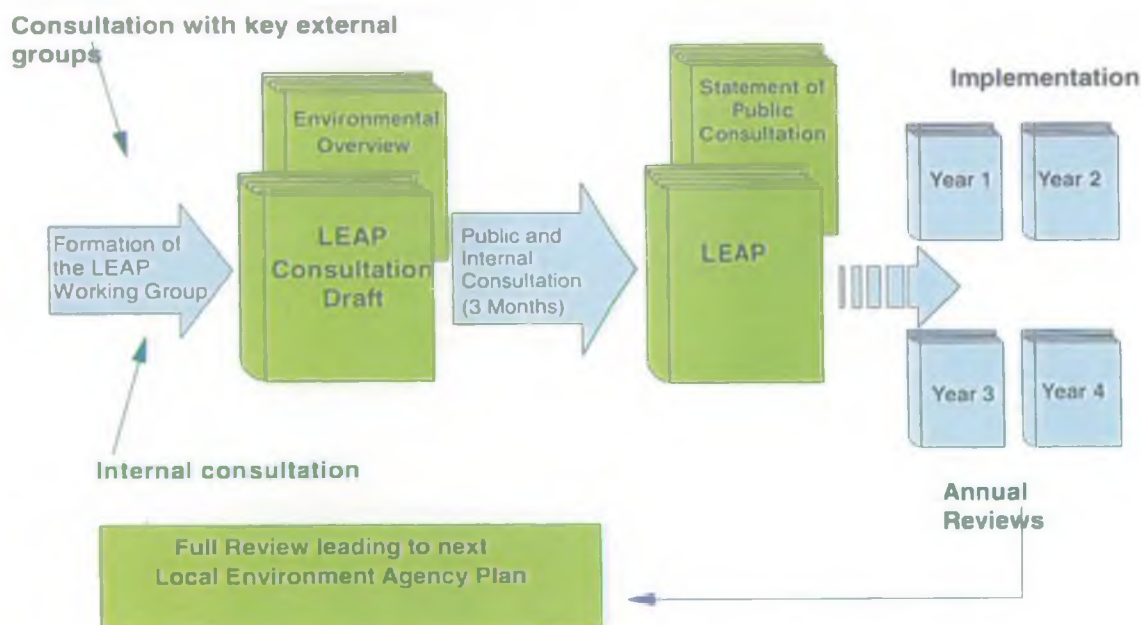 Consultation with key external
groups
Formation of
the LEAP
Working Group
Internal consultation
Environmental
Overview
LEAP
Consultation
Draft
Public and
Internal
Consultation
(3 Months)
Statement of
Public
Consultation
LEAP
Implementation
Year 1
Year 2
Year 3
Year 4
Annual
Reviews
Full Review leading to next
Local Environment Agency Plan